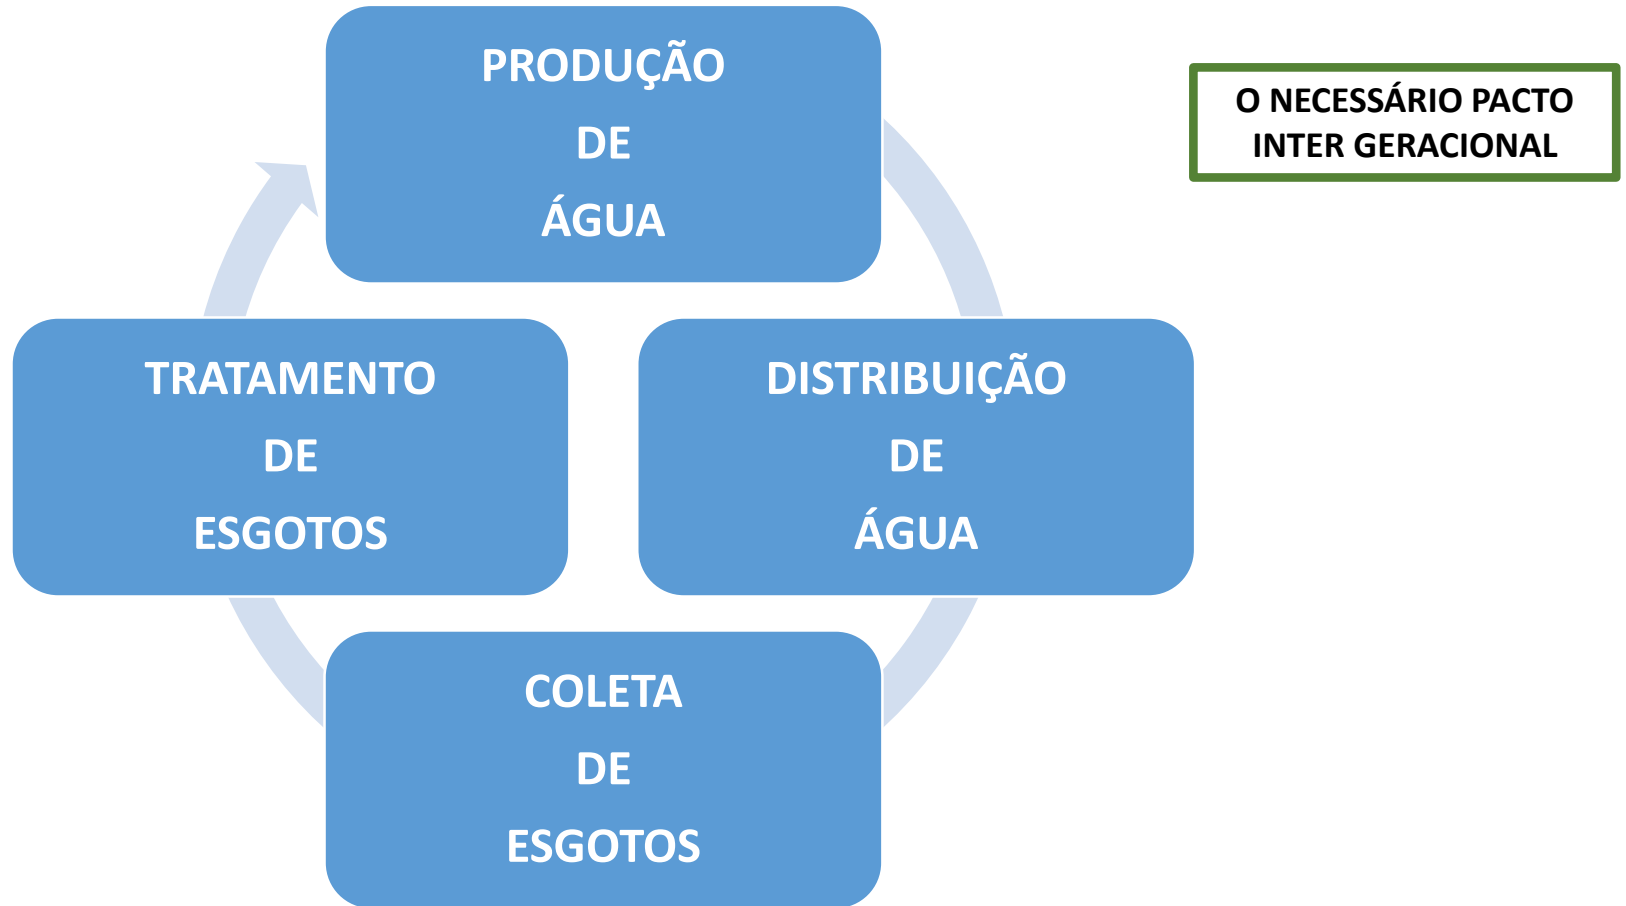 PRODUÇÃO
DE
ÁGUA
O NECESSÁRIO PACTO
INTER GERACIONAL
DISTRIBUIÇÃO
DE
ÁGUA
COLETA
DE
ESGOTOS
TRATAMENTO
DE
ESGOTOS